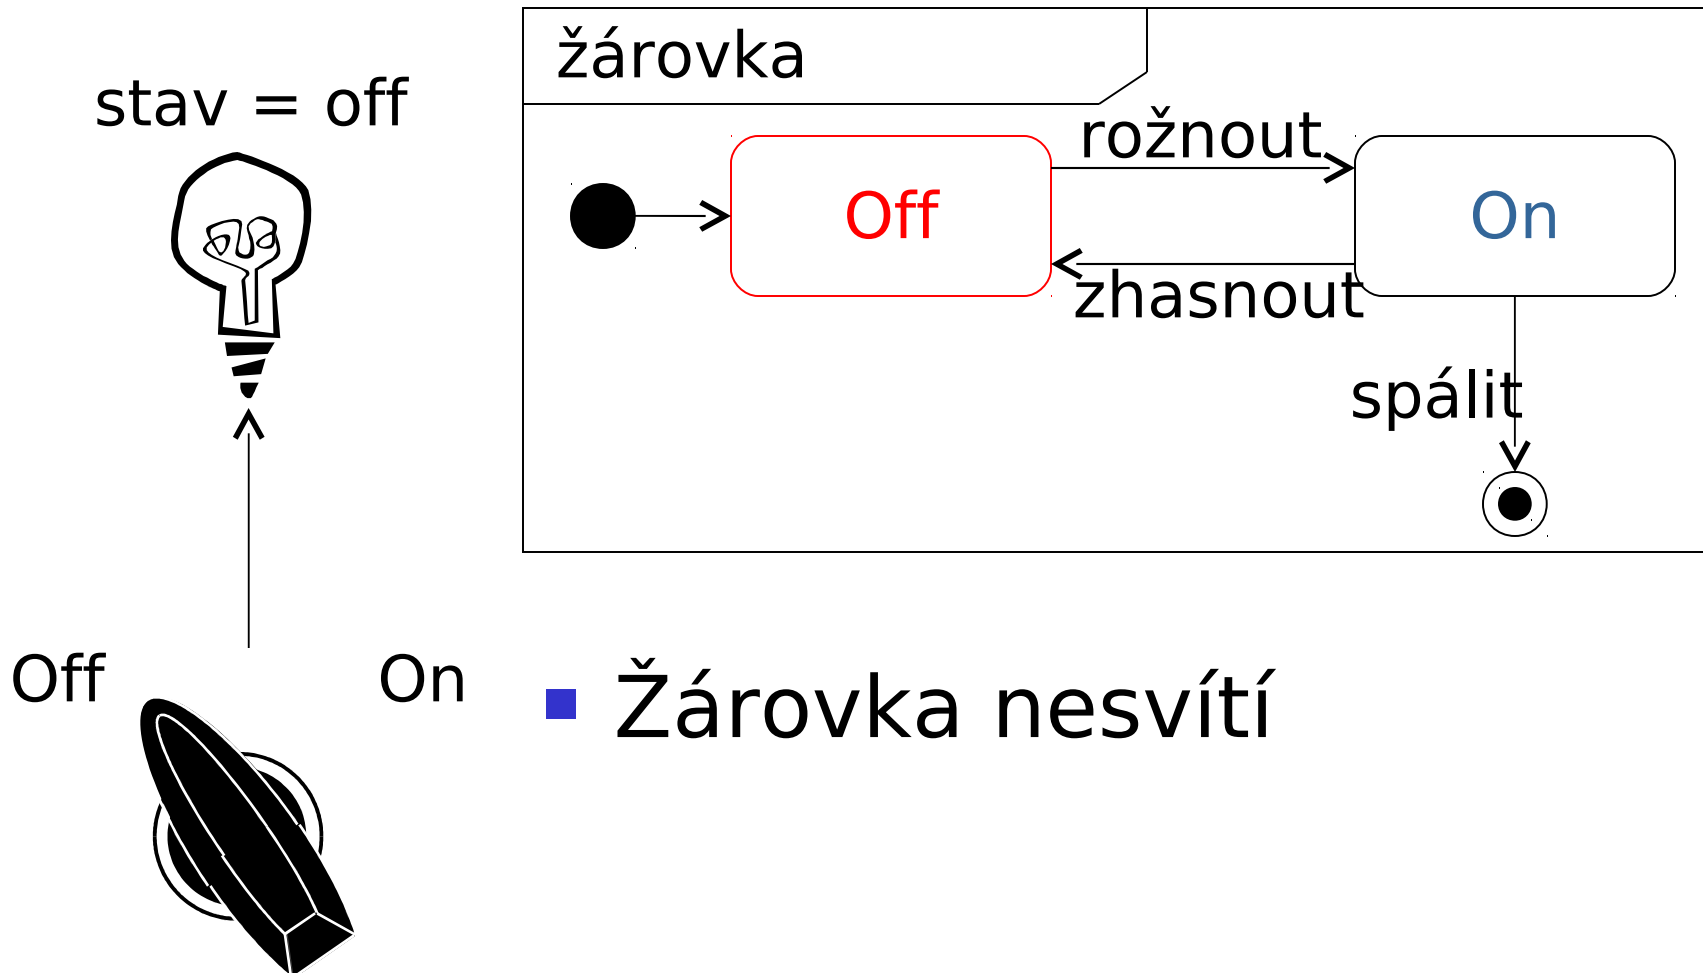 žárovka
stav = off
rožnout
Off
On
zhasnout
spálit
Off
On
Žárovka nesvítí